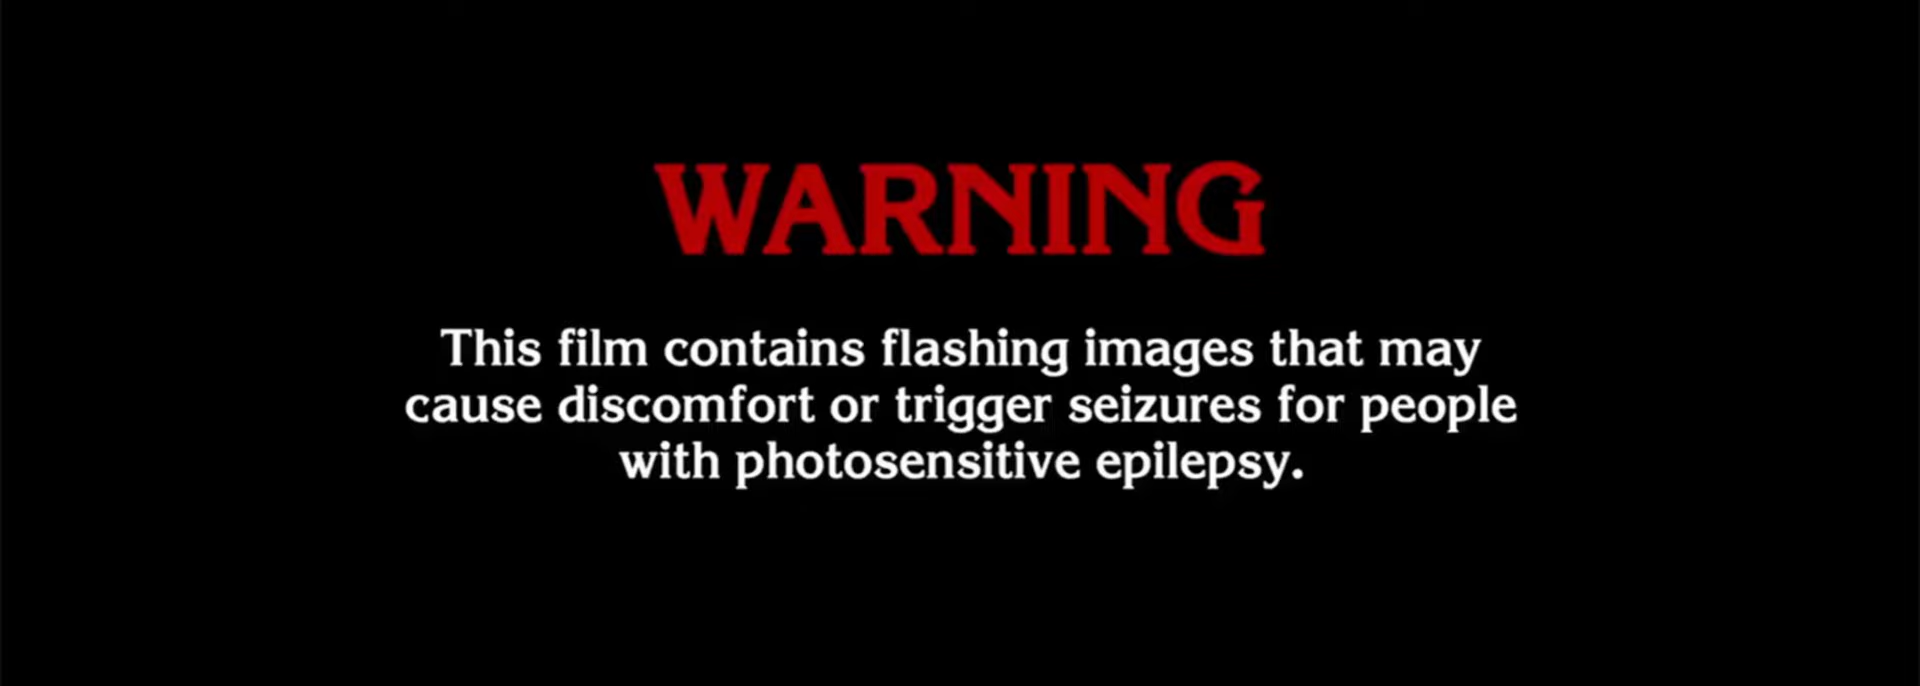 WARNING
This film contains flashing images that may
cause discomfort or trigger seizures for people
with photosensitive epilepsy.